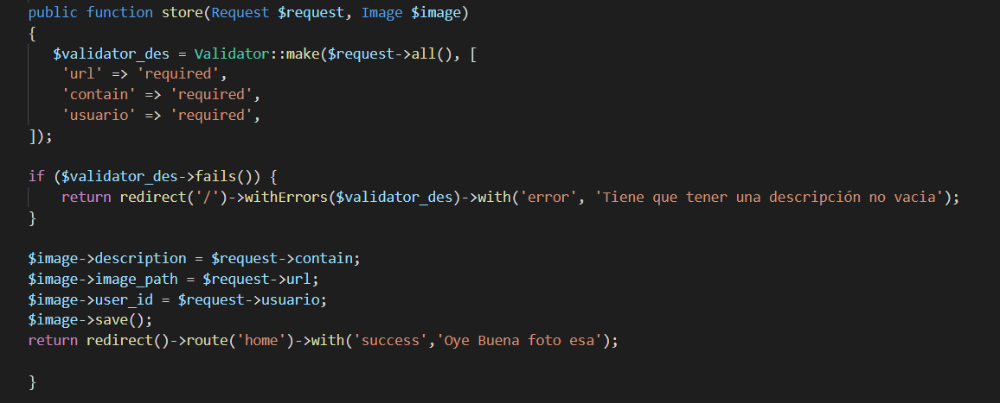 public function store(Request $request, Image $image)
{
$validator_des = Validator::make($request->all(), [
'url' => 'required',
'contain' => 'required',
'usuario' => 'required',
]);
if ($validator_des->fails()) {
return redirect('/')->withErrors($validator_des)->with('error', 'Tiene que tener una descripción no vacia');
}
$image->description = $request->contain;
$image->image_path = $request->url;
$image->user_id = $request->usuario;
$image->save();
return redirect()->route('home')->with('success','Oye Buena foto esa');
}